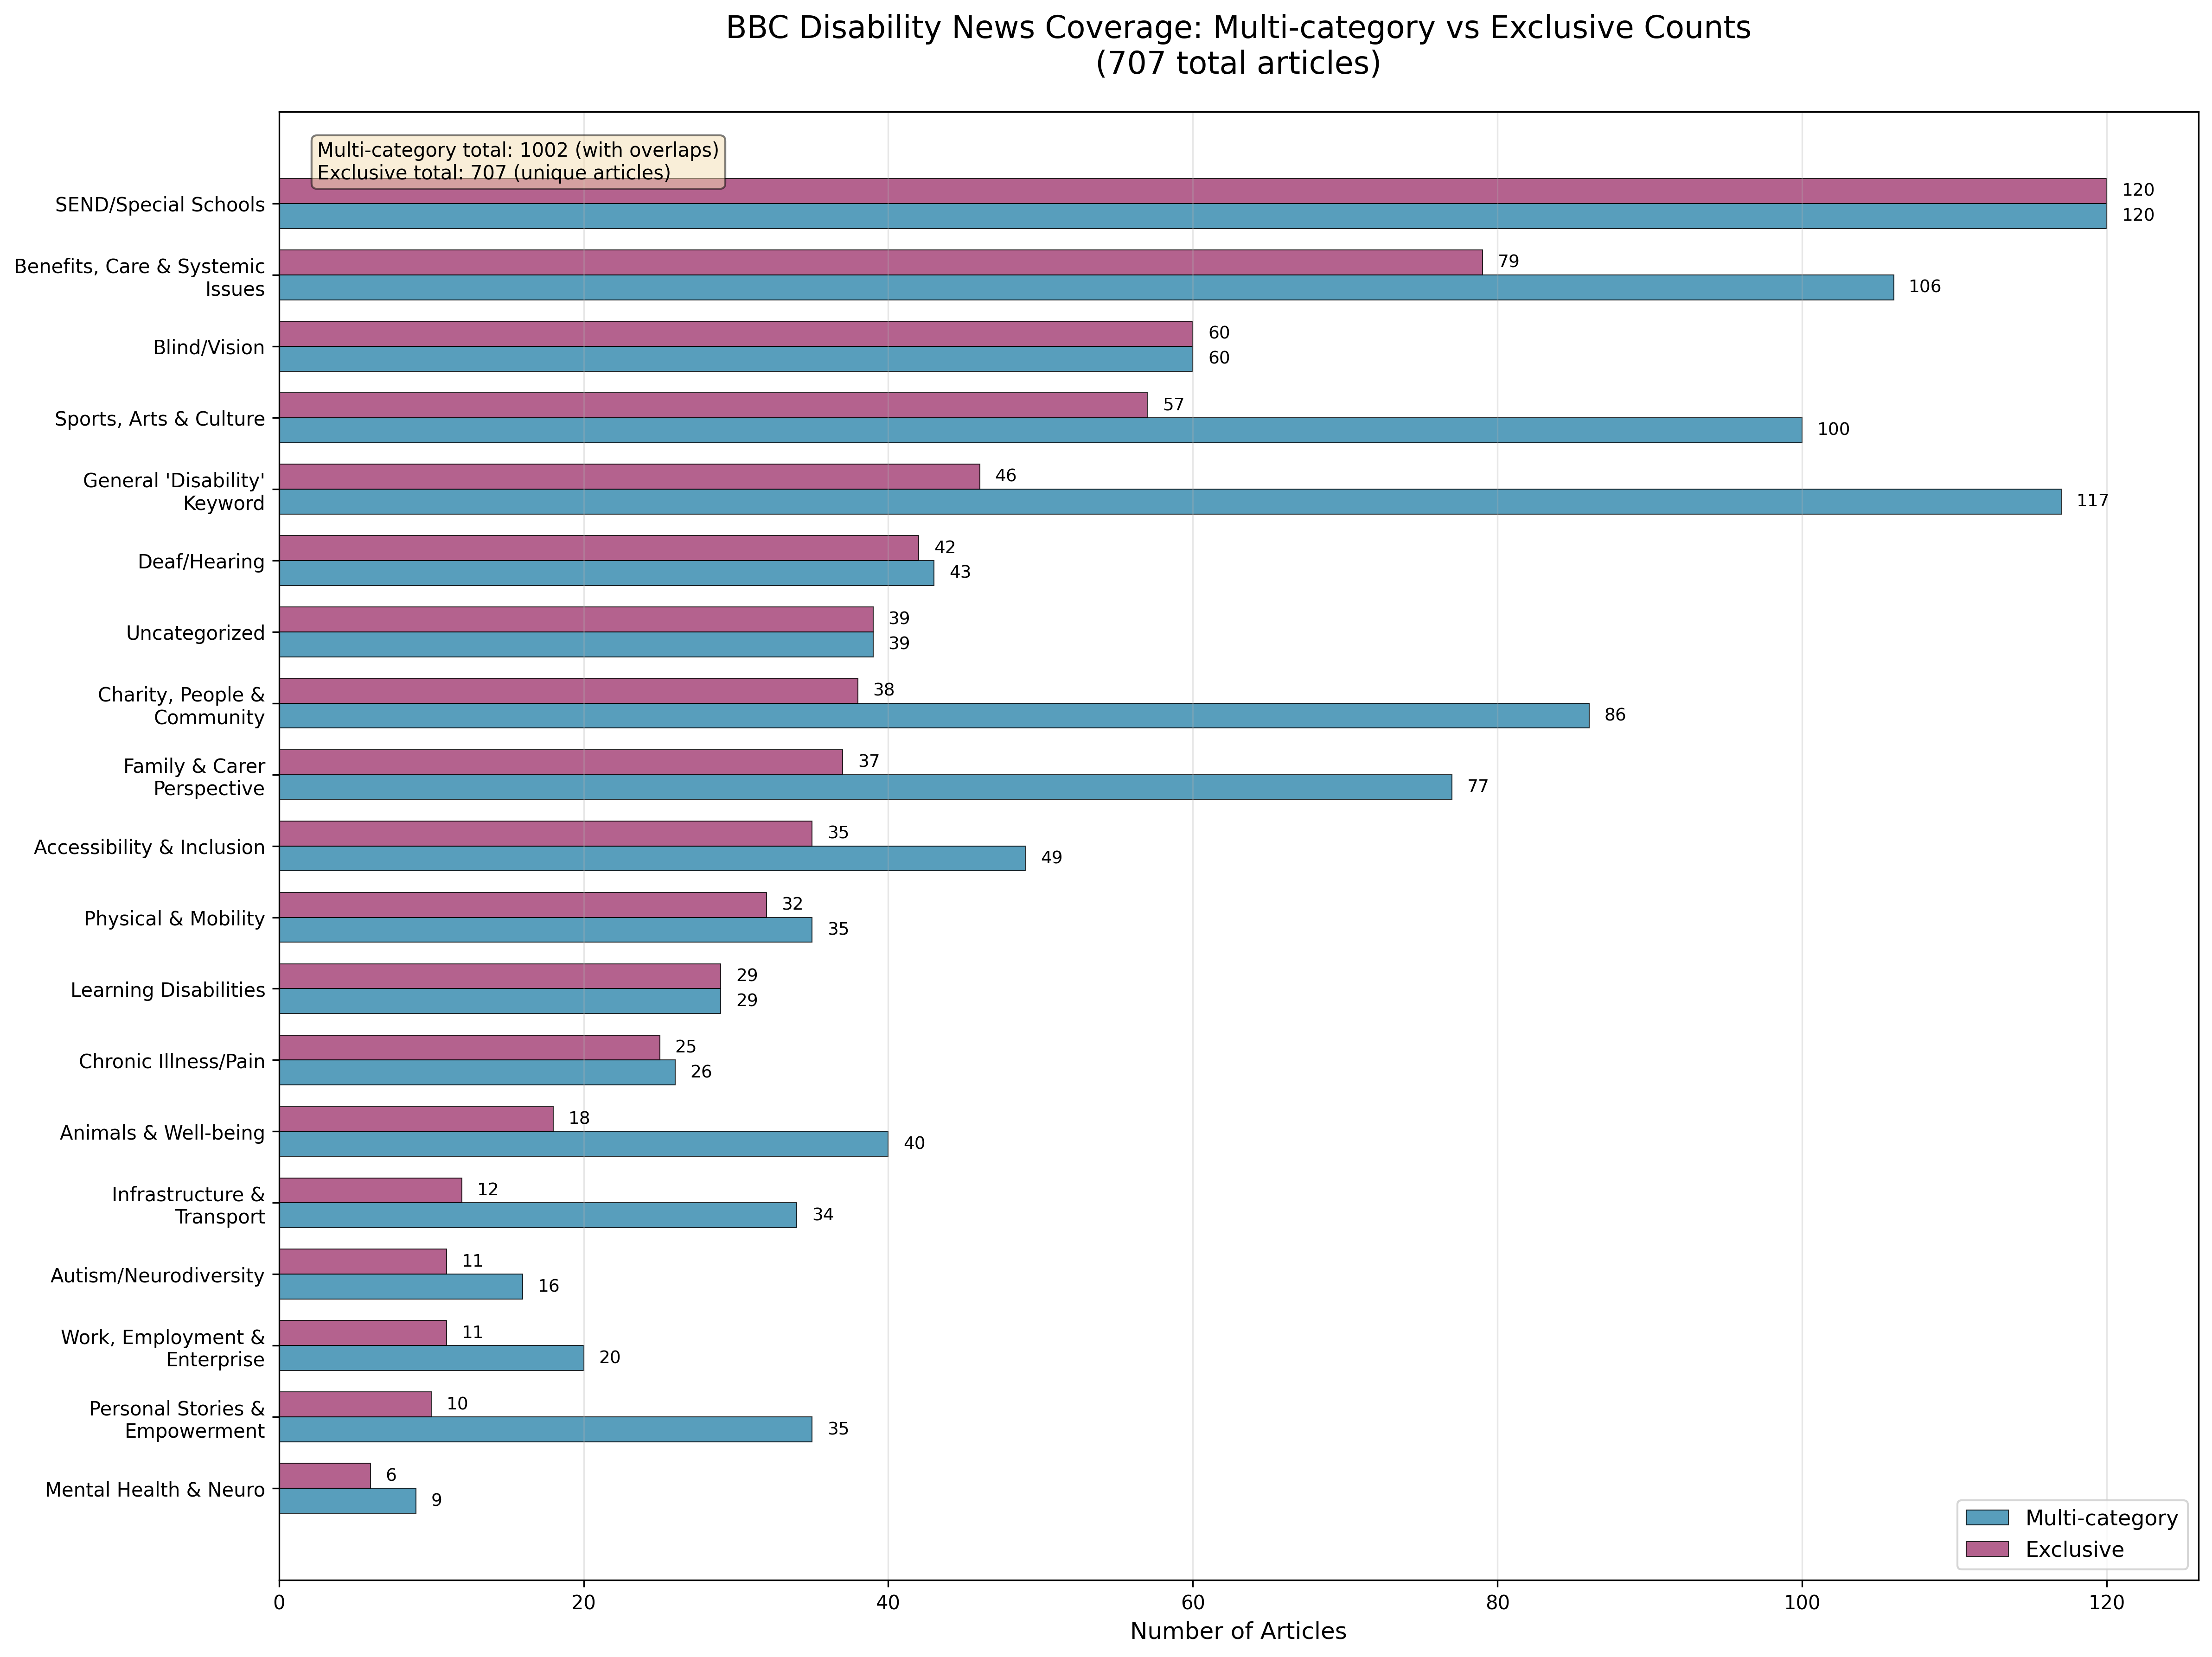 BBC Disability News Coverage: Multi-category vs Exclusive Counts
(707 total articles)
Multi-category total: 1002 (with overlaps)
Exclusive total: 707 (unique articles)
SEND/Special Schools
120
120
Benefits, Care & Systemic
Issues
79
106
Blind/Vision
60
60
Sports, Arts & Culture
57
100
General 'Disability'
Keyword
46
117
Deaf/Hearing
42
43
Uncategorized
39
39
Charity, People &
Community
38
86
Family & Carer
Perspective
37
77
Accessibility & Inclusion
35
49
Physical & Mobility
32
35
Learning Disabilities
29
29
Chronic Illness/Pain
25
26
Animals & Well-being
18
40
Infrastructure &
Transport
12
34
Autism/Neurodiversity
11
16
Work, Employment &
Enterprise
11
20
Personal Stories &
Empowerment
10
35
Mental Health & Neuro
6
9
Multi-category
Exclusive
0 20 40 60 80 100 120
Number of Articles